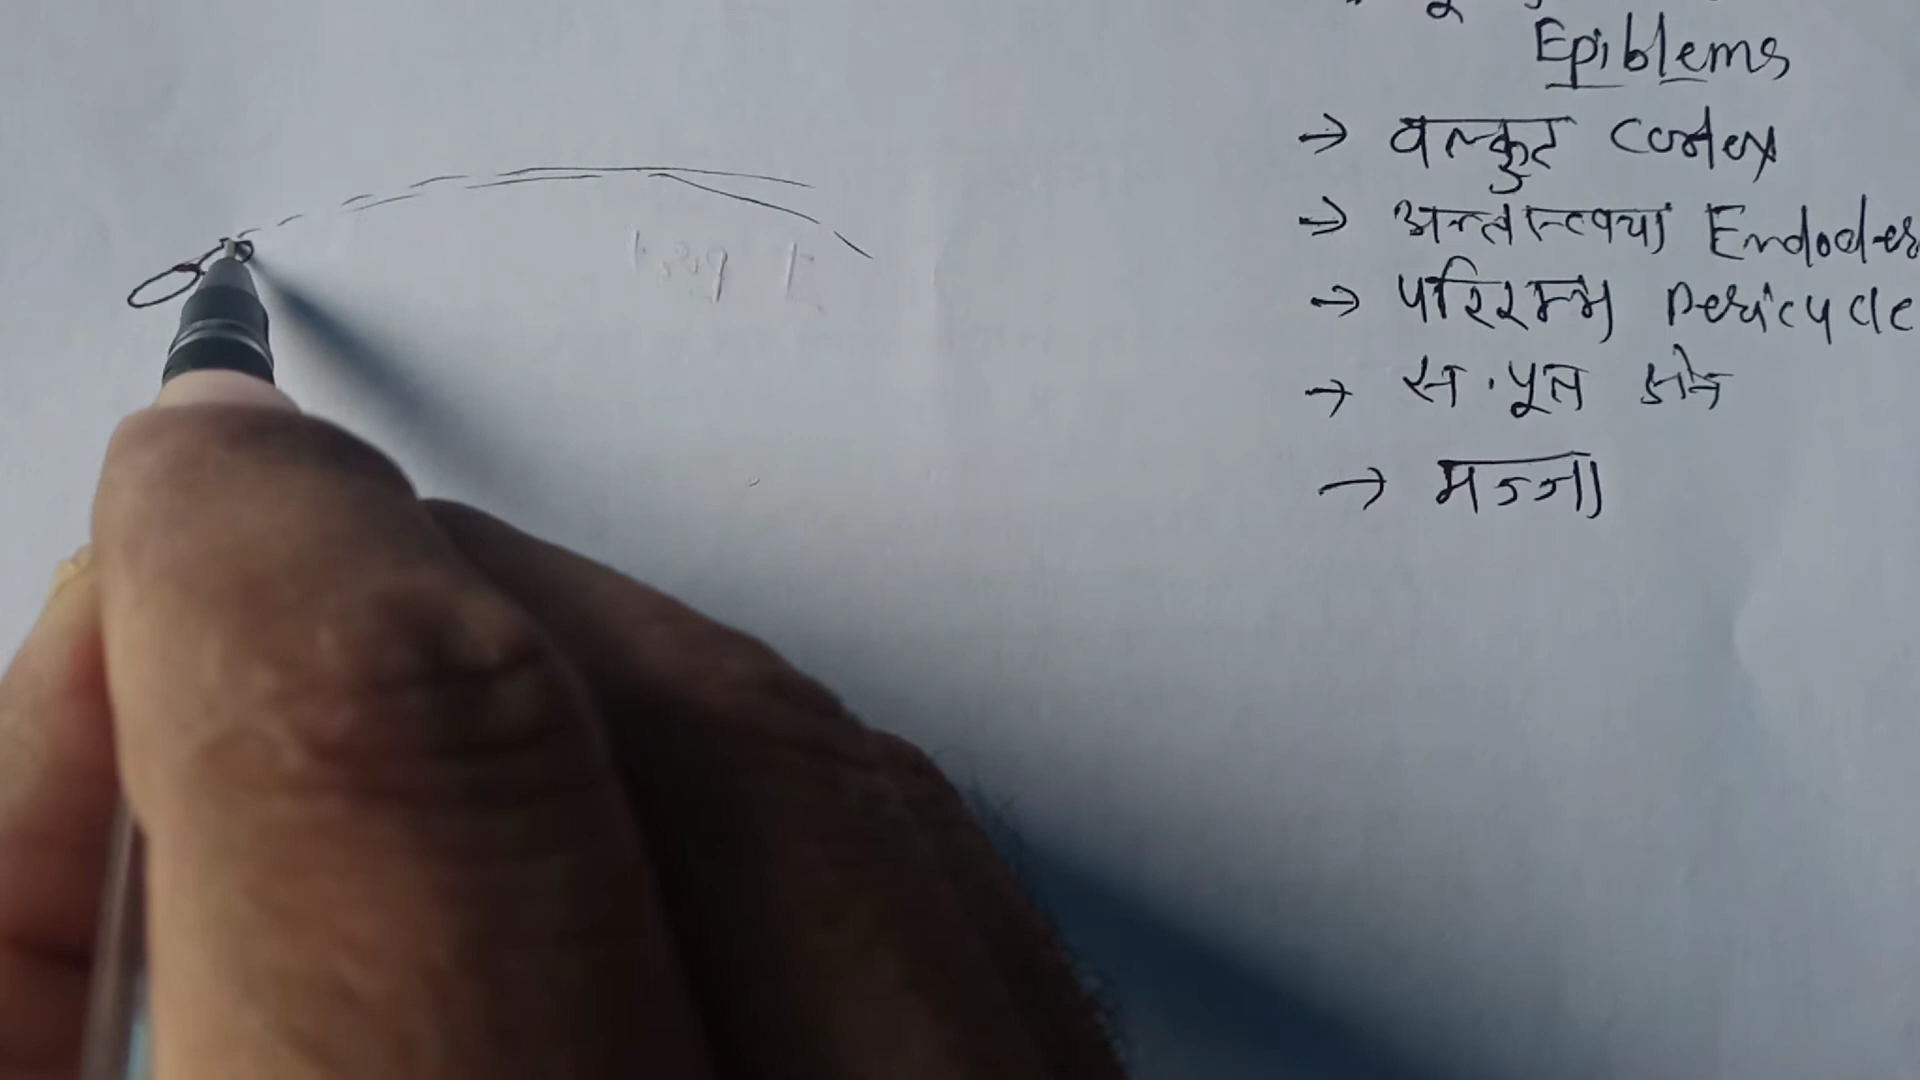 Epiblems
→ वल्कुट Cortex
→ अन्तस्त्वचा Endoder
→ परिरम्भ Pericycle
→ स.पूल
→ मज्जा